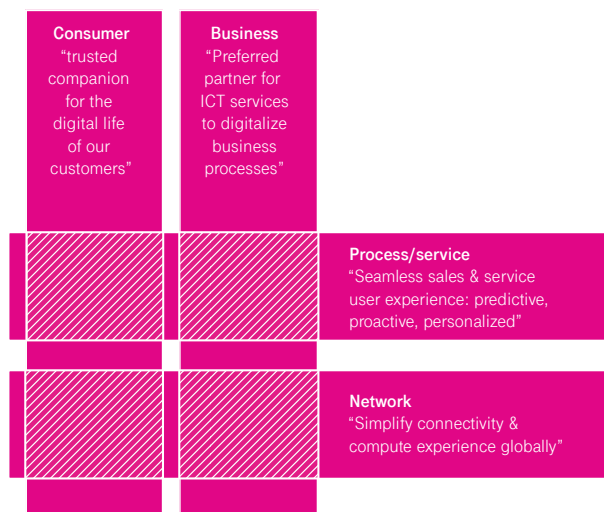 Consumer
“trusted
companion
for the
digital life
of our
customers”
Business
“Preferred
partner for
ICT services
to digitalize
business
processes”
Process/service
“Seamless sales & service
user experience: predictive,
proactive, personalized”
Network
“Simplify connectivity &
compute experience globally”